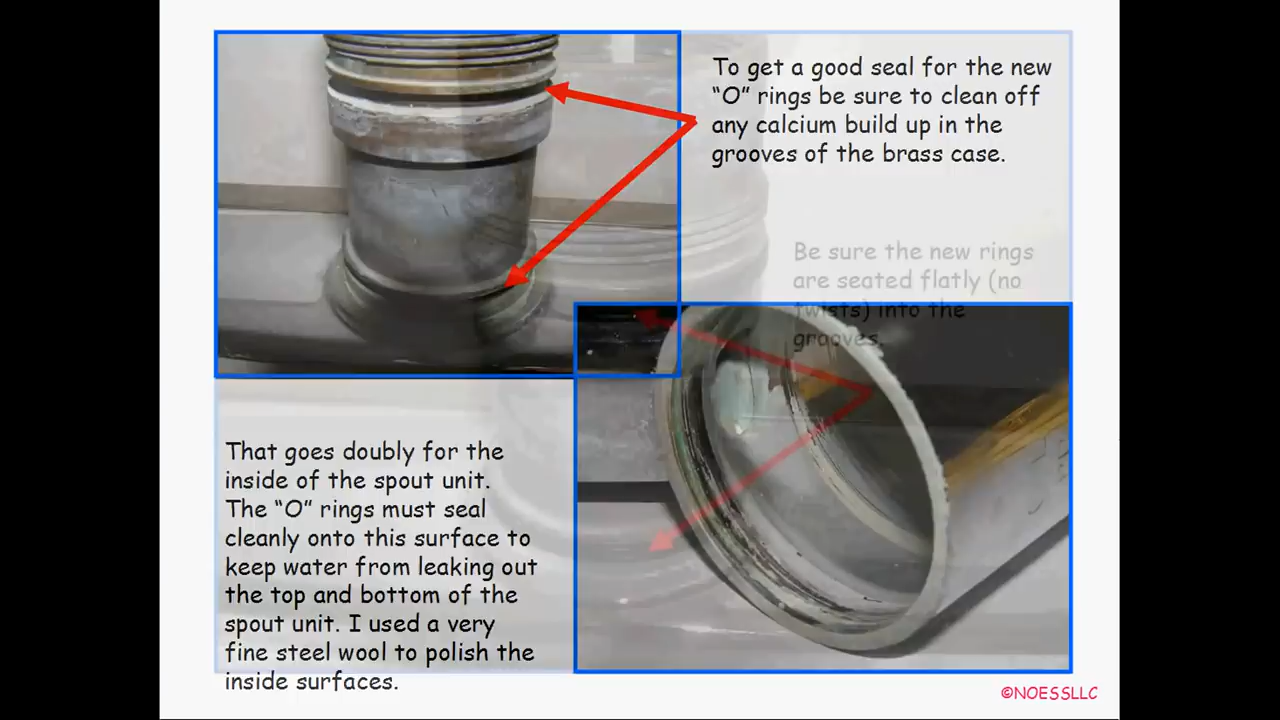 To get a good seal for the new
“O” rings be sure to clean off
any calcium build up in the
grooves of the brass case.
Be sure the new rings
are seated flatly (no
twists) into the
grooves.
That goes doubly for the
inside of the spout unit.
The “O” rings must seal
cleanly onto this surface to
keep water from leaking out
the top and bottom of the
spout unit. I used a very
fine steel wool to polish the
inside surfaces.
©NOESSLLC